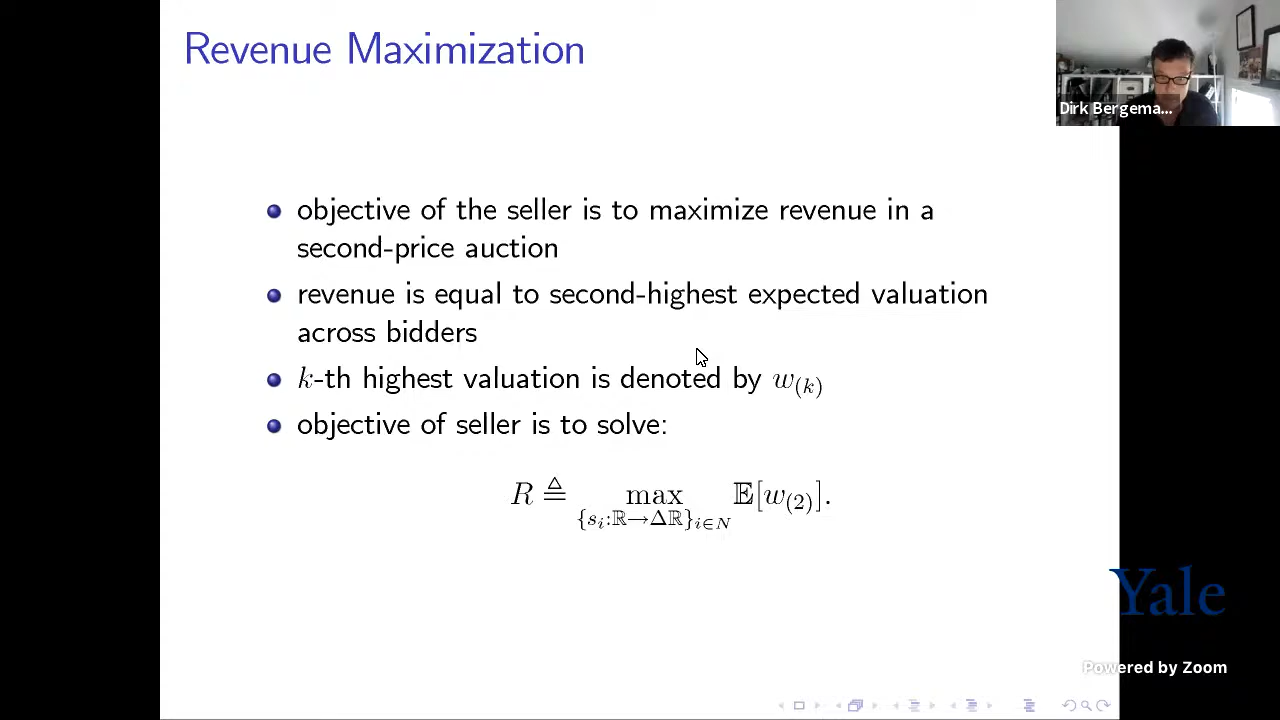 Revenue Maximization
Dirk Bergema...
objective of the seller is to maximize revenue in a
second-price auction
revenue is equal to second-highest expected valuation
across bidders
k-th highest valuation is denoted by w_(k)
objective of seller is to solve:
R ≜ max_{s_i:ℝ→Δℝ}_{i∈N} 𝔼[w_(2)].
Yale
Powered by Zoom